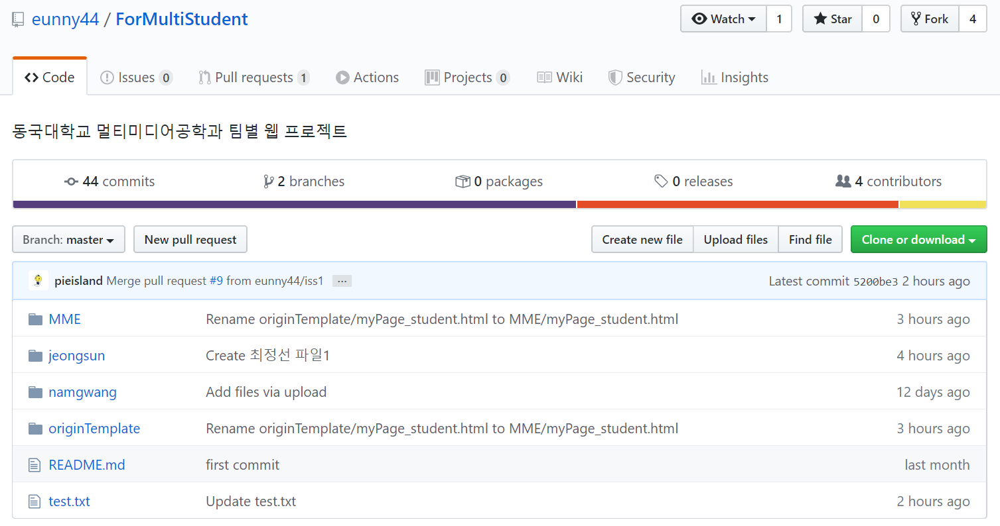 eunny44 / ForMultiStudent Watch 1 Star 0 Fork 4
Code Issues 0 Pull requests 1 Actions Projects 0 Wiki Security Insights
동국대학교 멀티미디어공학과 팀별 웹 프로젝트
44 commits 2 branches 0 packages 0 releases 4 contributors
Branch: master New pull request Create new file Upload files Find file Clone or download
pieisland Merge pull request #9 from eunny44/iss1 ... Latest commit 5200be3 2 hours ago
MME Rename originTemplate/myPage_student.html to MME/myPage_student.html 3 hours ago
jeongsun Create 최정선 파일1 4 hours ago
namgwang Add files via upload 12 days ago
originTemplate Rename originTemplate/myPage_student.html to MME/myPage_student.html 3 hours ago
README.md first commit last month
test.txt Update test.txt 2 hours ago